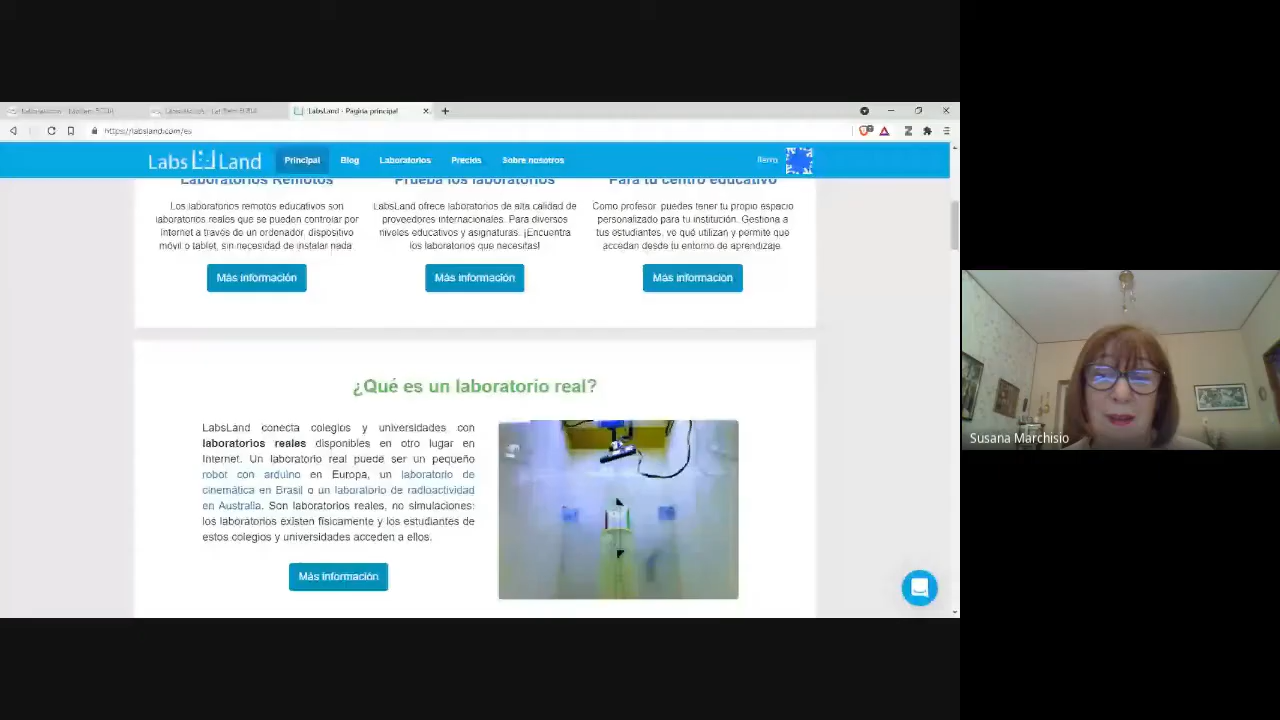 LabsLand - Página principal
https://labsland.com/es
Labs Land Principal Blog Laboratorios Precios Sobre nosotros
Laboratorios Remotos
Los laboratorios remotos educativos son
laboratorios reales que se pueden controlar por
Internet a través de un ordenador, dispositivo
móvil o tablet, sin necesidad de instalar nada
Más información
Prueba los laboratorios
LabsLand ofrece laboratorios de alta calidad de
proveedores internacionales. Para diversos
niveles educativos y asignaturas. ¡Encuentra
los laboratorios que necesitas!
Más información
Para tu centro educativo
Como profesor, puedes tener tu propio espacio
personalizado para tu institución. Gestiona a
tus estudiantes, ve qué utilizan y permite que
accedan desde tu entorno de aprendizaje.
Más información
¿Qué es un laboratorio real?
LabsLand conecta colegios y universidades con
laboratorios reales disponibles en otro lugar en
Internet. Un laboratorio real puede ser un pequeño
robot con arduino en Europa, un laboratorio de
cinemática en Brasil o un laboratorio de radioactividad
en Australia. Son laboratorios reales, no simulaciones:
los laboratorios existen físicamente y los estudiantes de
estos colegios y universidades acceden a ellos.
Más información
Susana Marchisio